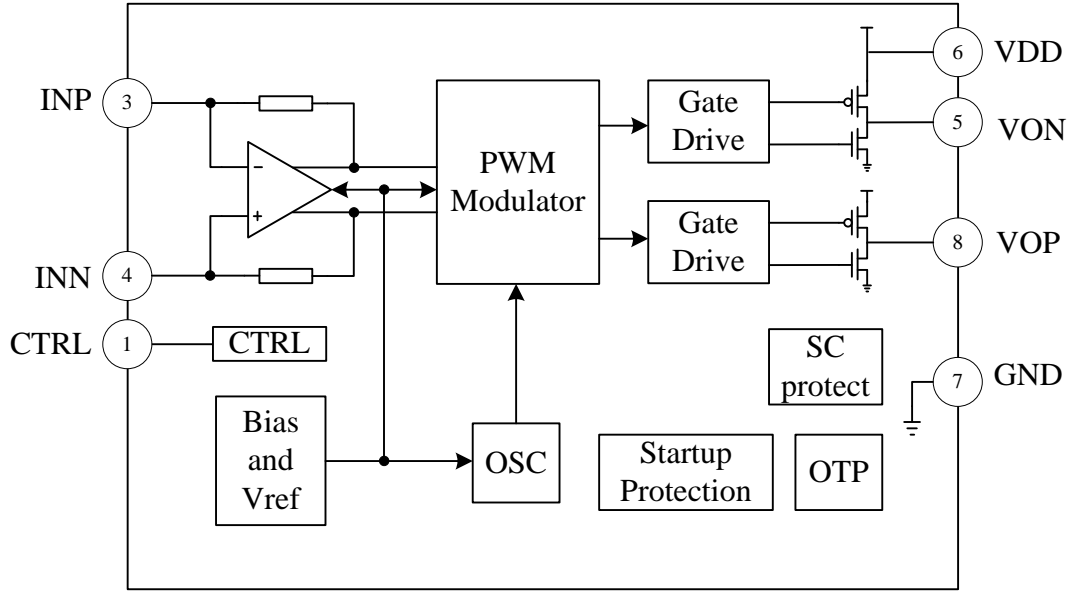 INP
3
INN
4
CTRL
1
−
+
PWM
Modulator
Gate
Drive
Gate
Drive
6
VDD
5
VON
8
VOP
7
GND
CTRL
Bias
and
Vref
OSC
SC
protect
Startup
Protection
OTP